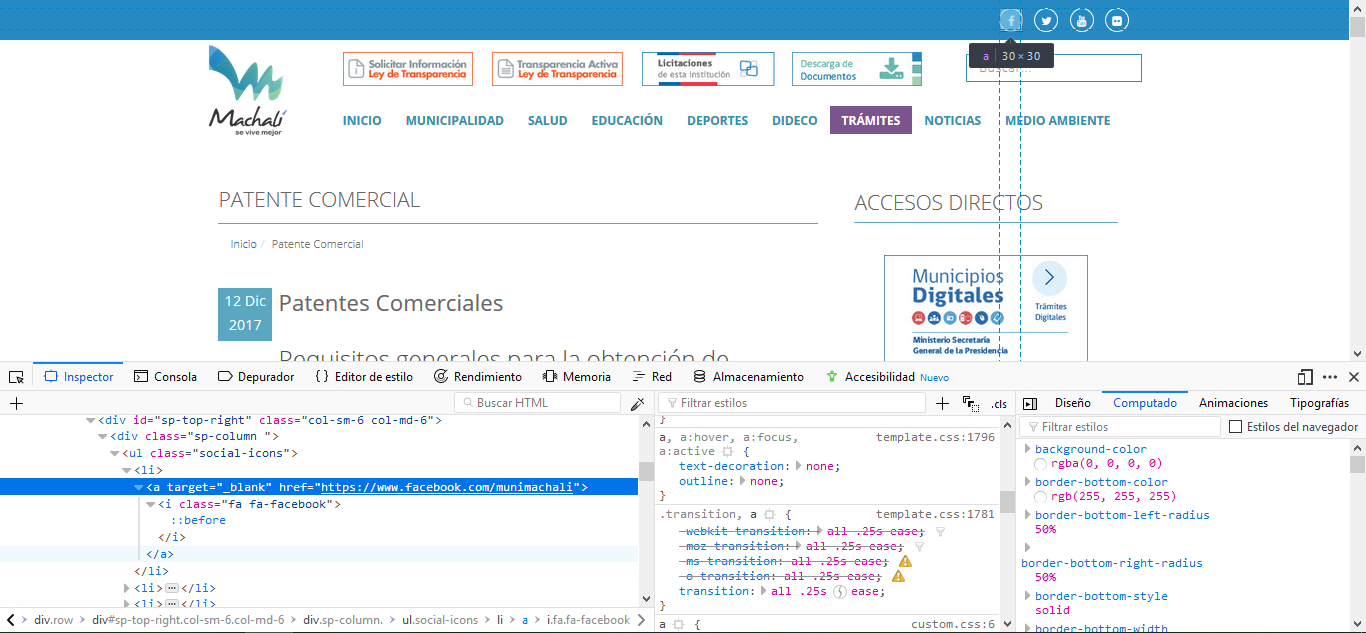 a 30 × 30
Machalí
se vive mejor
Solicitar Información
Ley de Transparencia
Transparencia Activa
Ley de Transparencia
Licitaciones
de esta institución
Descarga de
Documentos
Buscar...
INICIO MUNICIPALIDAD SALUD EDUCACIÓN DEPORTES DIDECO TRÁMITES NOTICIAS MEDIO AMBIENTE
PATENTE COMERCIAL
ACCESOS DIRECTOS
Inicio / Patente Comercial
12 Dic
2017
Patentes Comerciales
Requisitos generales para la obtención de
Municipios
Digitales
Trámites
Digitales
Ministerio Secretaría
General de la Presidencia
Inspector Consola Depurador { } Editor de estilo Rendimiento Memoria Red Almacenamiento Accesibilidad Nuevo
+ Buscar HTML
<div id="sp-top-right" class="col-sm-6 col-md-6">
<div class="sp-column ">
<ul class="social-icons">
<li>
<a target="_blank" href="https://www.facebook.com/munimachali">
<i class="fa fa-facebook">
::before
</i>
</a>
</li>
<li>⋯</li>
<li>⋯</li>
div.row > div#sp-top-right.col-sm-6.col-md-6 > div.sp-column. > ul.social-icons > li > a > i.fa.fa-facebook
Filtrar estilos + .cls
}
a, a:hover, a:focus, template.css:1796
a:active {
text-decoration: none;
outline: none;
}
.transition, a { template.css:1781
-webkit-transition: all .25s ease;
-moz-transition: all .25s ease;
-ms-transition: all .25s ease;
-o-transition: all .25s ease;
transition: all .25s ease;
}
a { custom.css:6
Diseño Computado Animaciones Tipografías
Filtrar estilos Estilos del navegador
background-color
rgba(0, 0, 0, 0)
border-bottom-color
rgb(255, 255, 255)
border-bottom-left-radius
50%
border-bottom-right-radius
50%
border-bottom-style
solid
border-bottom-width